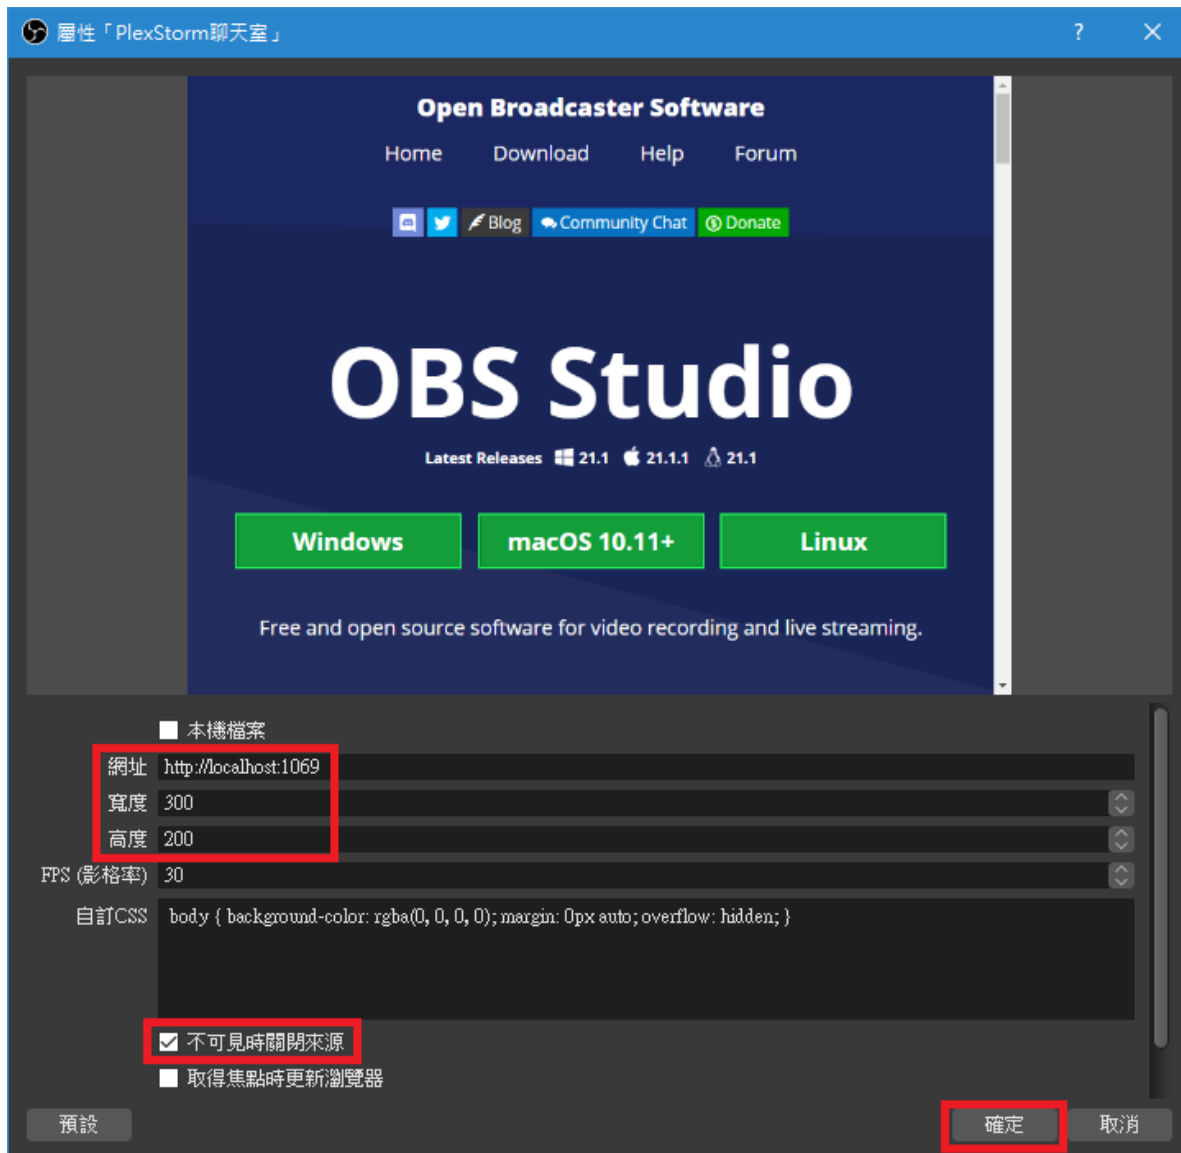 屬性「PlexStorm聊天室」
Open Broadcaster Software
Home Download Help Forum
Blog Community Chat Donate
OBS Studio
Latest Releases 21.1 21.1.1 21.1
Windows macOS 10.11+ Linux
Free and open source software for video recording and live streaming.
本機檔案
網址 http://localhost:1069
寬度 300
高度 200
FPS (影格率) 30
自訂CSS body { background-color: rgba(0, 0, 0, 0); margin: 0px auto; overflow: hidden; }
不可見時關閉來源
取得焦點時更新瀏覽器
預設 確定 取消